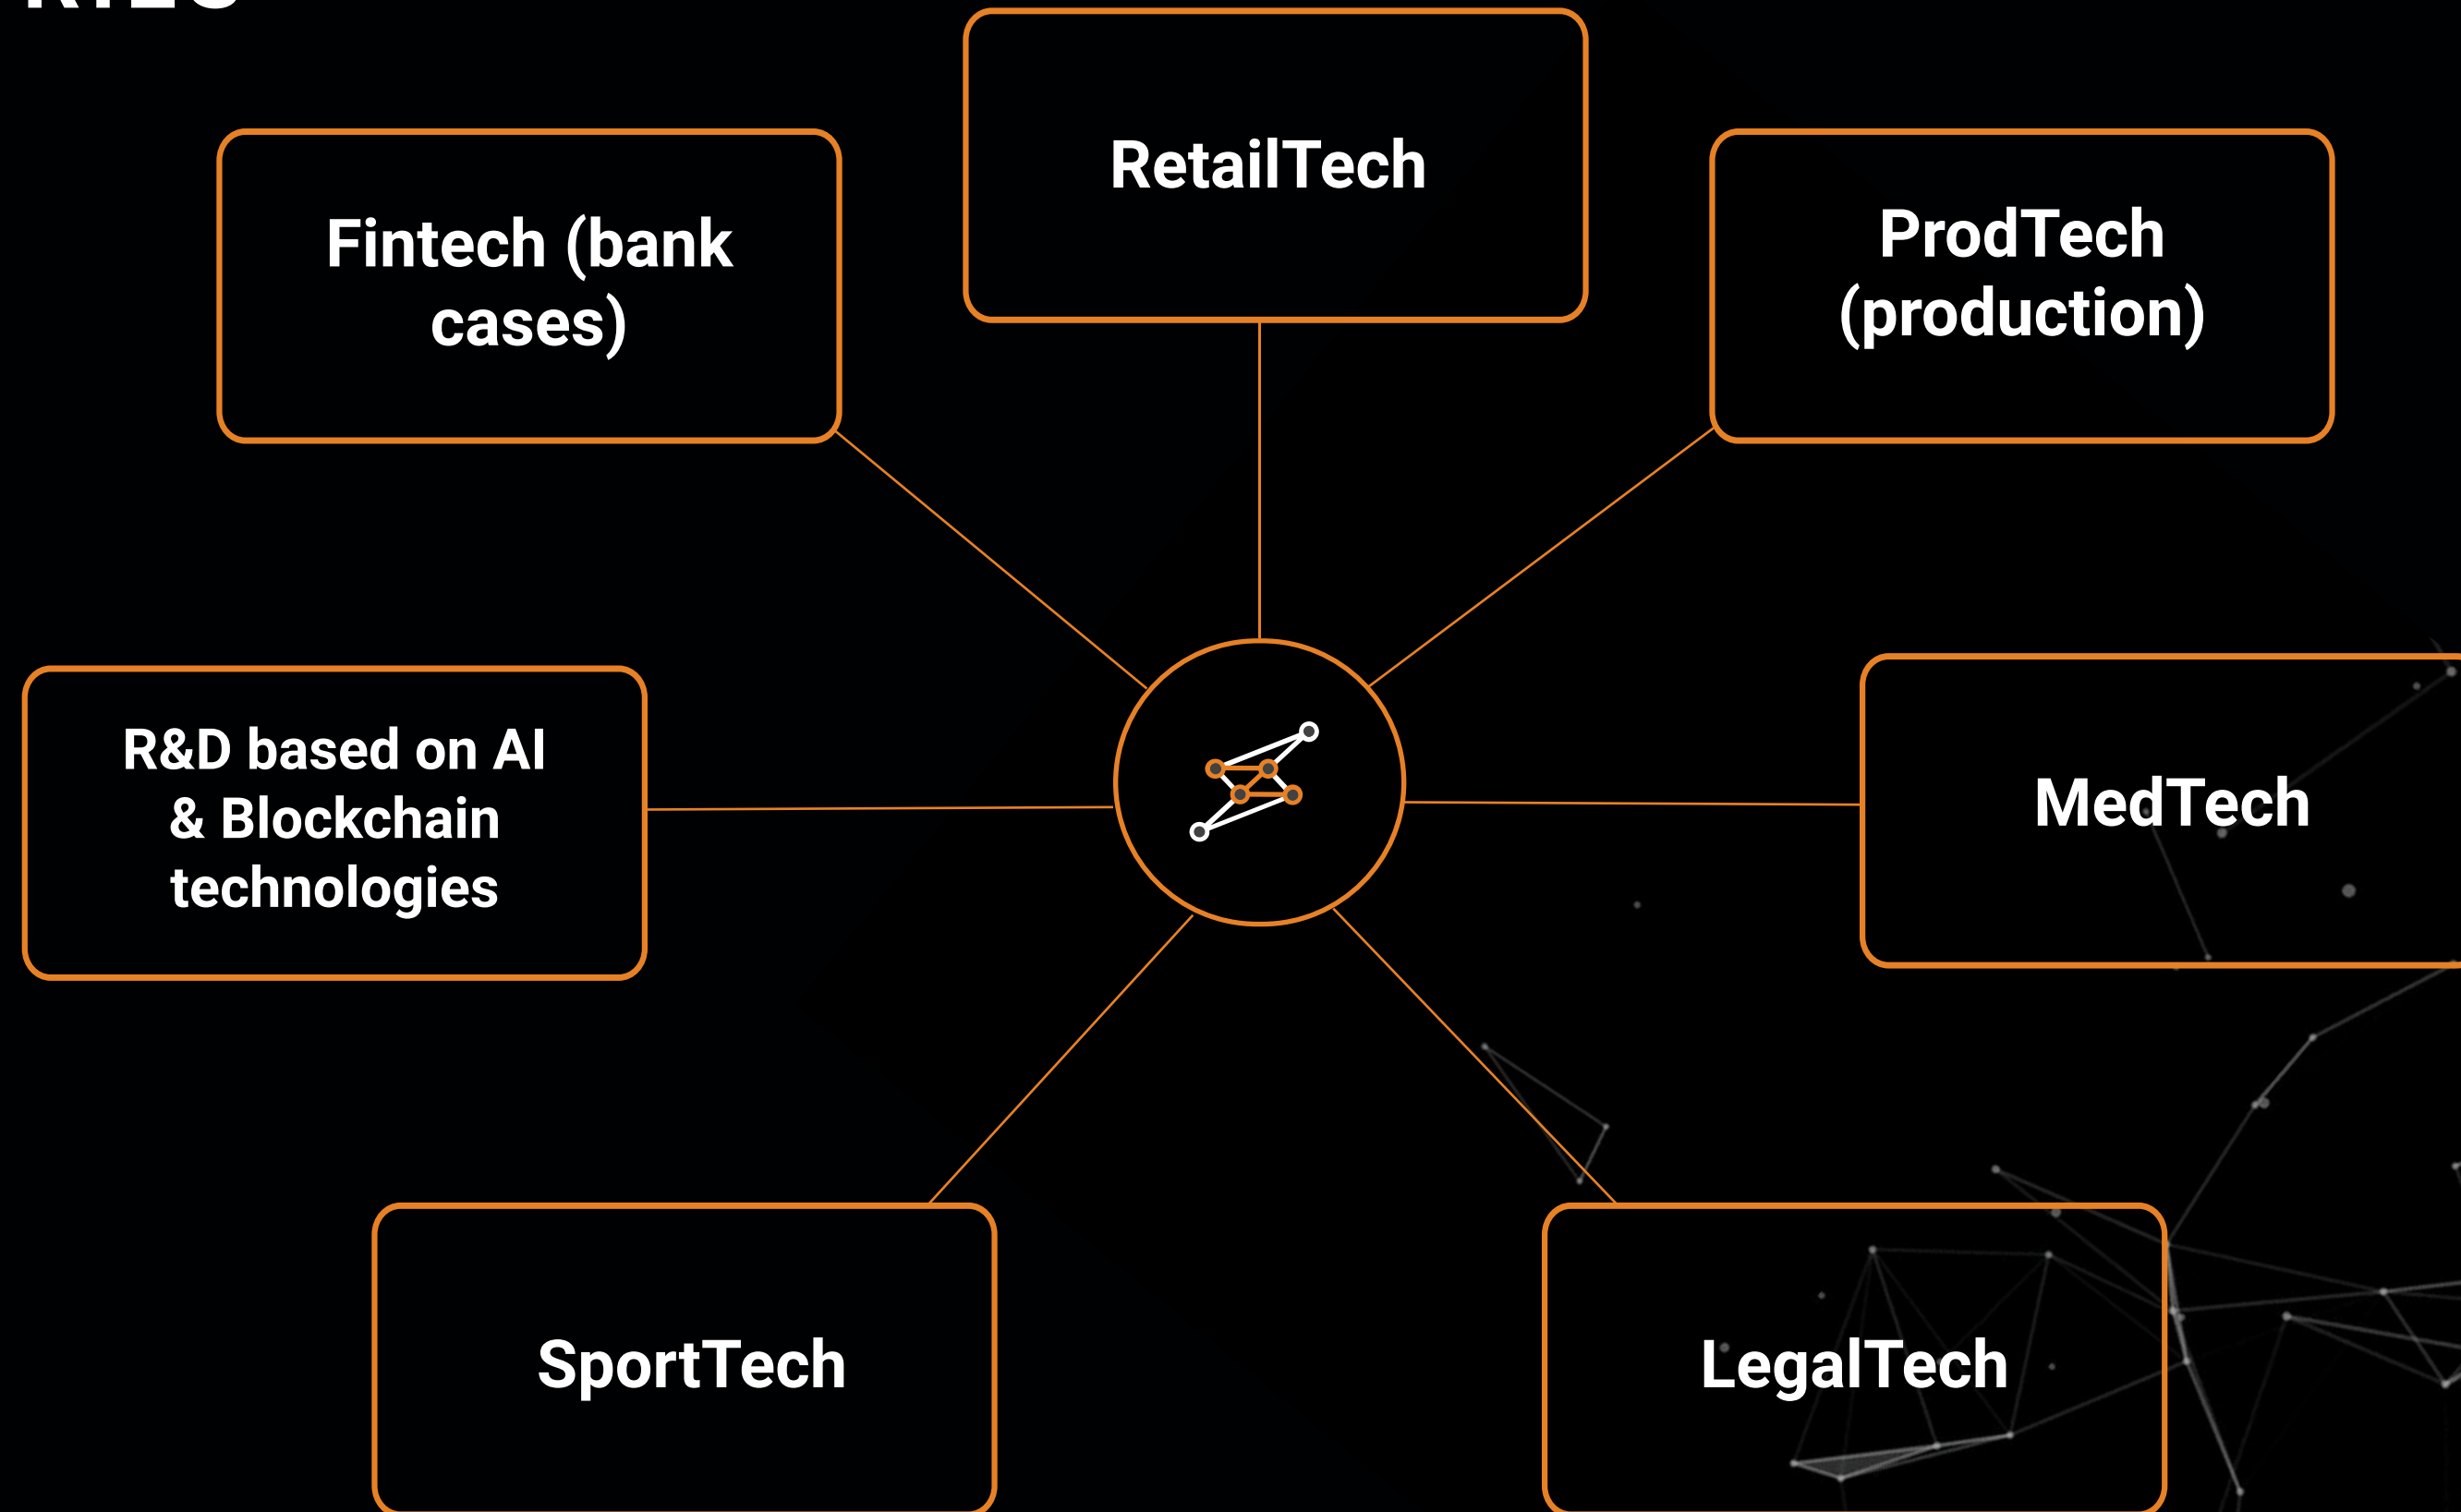 RetailTech
Fintech (bank
cases)
ProdTech
(production)
R&D based on AI
& Blockchain
technologies
MedTech
SportTech
LegalTech